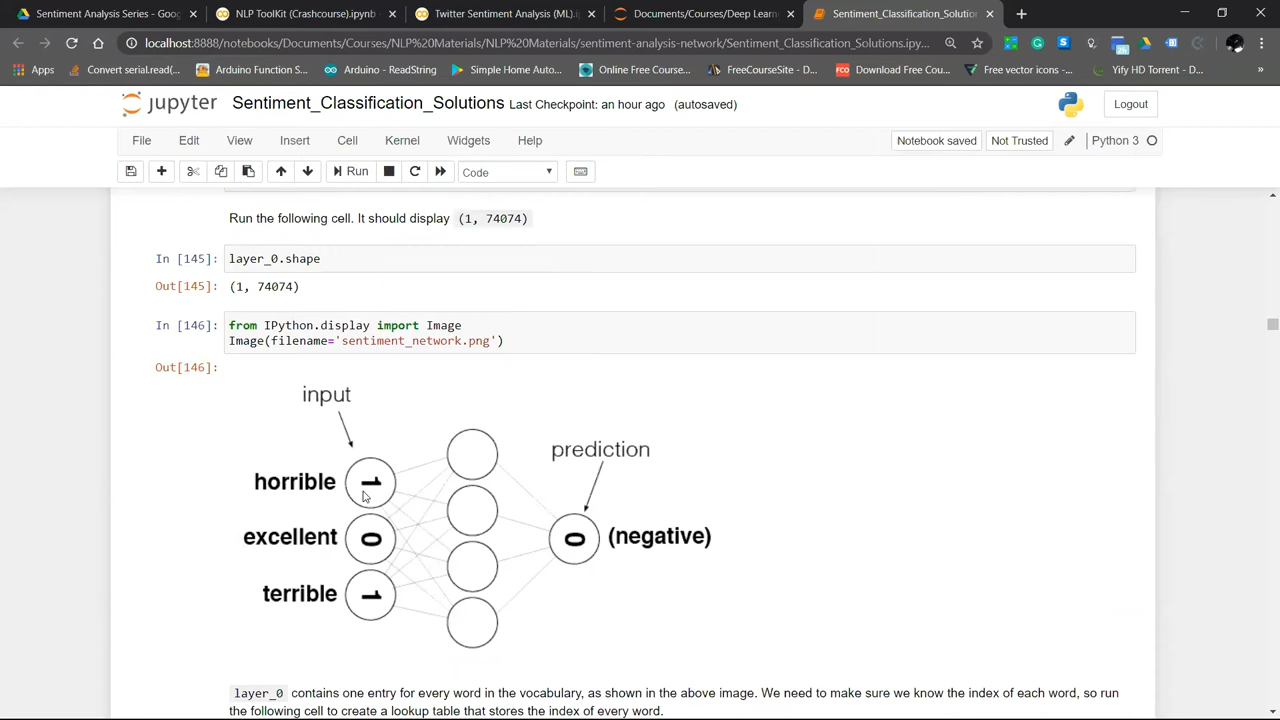 Sentiment Analysis Series - Goog
NLP ToolKit (Crashcourse).ipynb -
Twitter Sentiment Analysis (ML).i
Documents/Courses/Deep Learn
Sentiment_Classification_Solution
localhost:8888/notebooks/Documents/Courses/NLP%20Materials/NLP%20Materials/sentiment-analysis-network/Sentiment_Classification_Solutions.ipy...
Apps
Convert serial.read(...
Arduino Function S...
Arduino - ReadString
Simple Home Auto...
Online Free Course...
FreeCourseSite - D...
Download Free Cou...
Free vector icons -...
Yify HD Torrent - D...
jupyter Sentiment_Classification_Solutions Last Checkpoint: an hour ago (autosaved)
Logout
File Edit View Insert Cell Kernel Widgets Help
Notebook saved Not Trusted Python 3
Run Code
Run the following cell. It should display (1, 74074)
In [145]: layer_0.shape
Out[145]: (1, 74074)
In [146]: from IPython.display import Image
Image(filename='sentiment_network.png')
Out[146]:
input
prediction
horrible 1
excellent 0
terrible 1
0 (negative)
layer_0 contains one entry for every word in the vocabulary, as shown in the above image. We need to make sure we know the index of each word, so run
the following cell to create a lookup table that stores the index of every word.